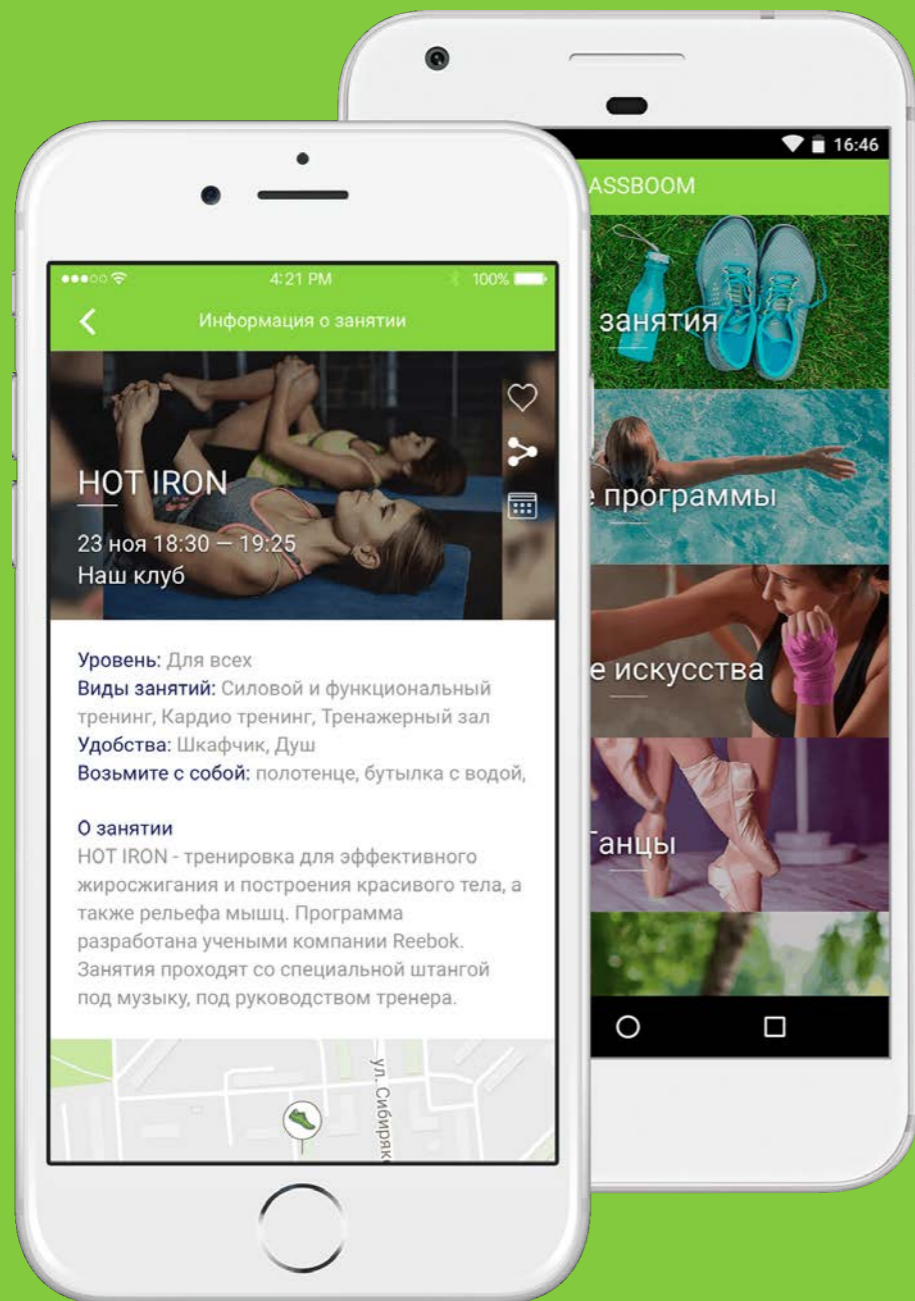 4:21 PM
100%
Информация о занятии
HOT IRON
23 ноя 18:30 — 19:25
Наш клуб
Уровень: Для всех
Виды занятий: Силовой и функциональный
тренинг, Кардио тренинг, Тренажерный зал
Удобства: Шкафчик, Душ
Возьмите с собой: полотенце, бутылка с водой,
О занятии
HOT IRON - тренировка для эффективного
жиросжигания и построения красивого тела, а
также рельефа мышц. Программа
разработана учеными компании Reebok.
Занятия проходят со специальной штангой
под музыку, под руководством тренера.
ул. Сибиряк
16:46
ASSBOOM
занятия
е программы
е искусства
Танцы